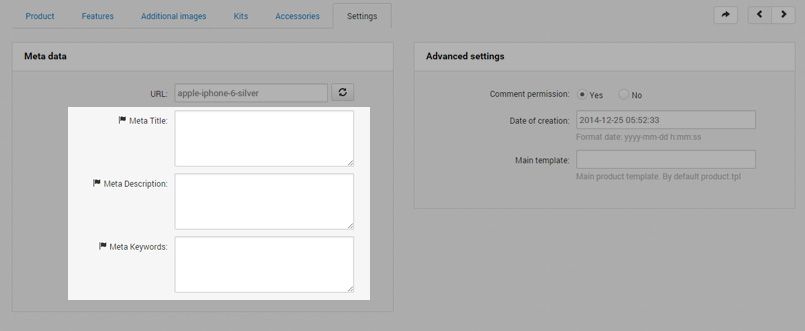 Product Features Additional images Kits Accessories Settings
Meta data
URL: apple-iphone-6-silver
Meta Title:
Meta Description:
Meta Keywords:
Advanced settings
Comment permission: Yes No
Date of creation: 2014-12-25 05:52:33
Format date: yyyy-mm-dd h:mm:ss
Main template:
Main product template. By default product.tpl